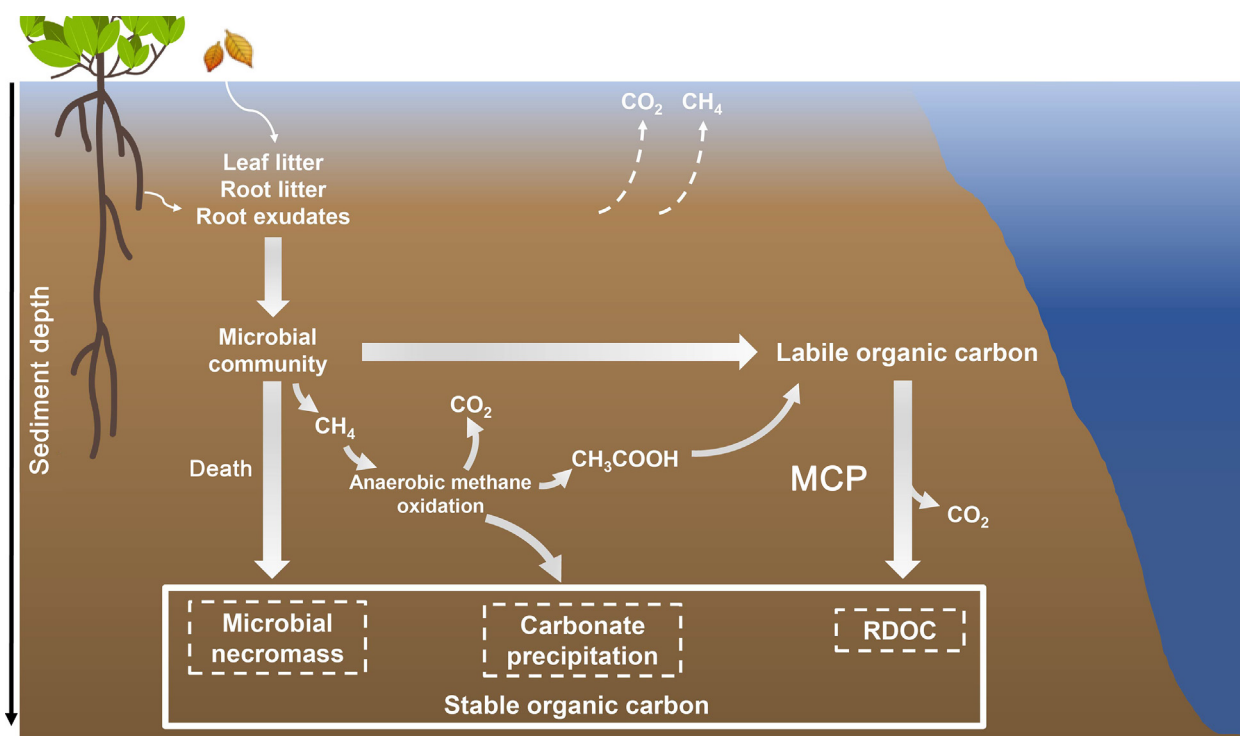 CO₂ CH₄
Leaf litter
Root litter
Root exudates
Sediment depth
Microbial
community
Labile organic carbon
CH₄
CO₂
Death
Anaerobic methane
oxidation
CH₃COOH
MCP
CO₂
Microbial
necromass
Carbonate
precipitation
RDOC
Stable organic carbon